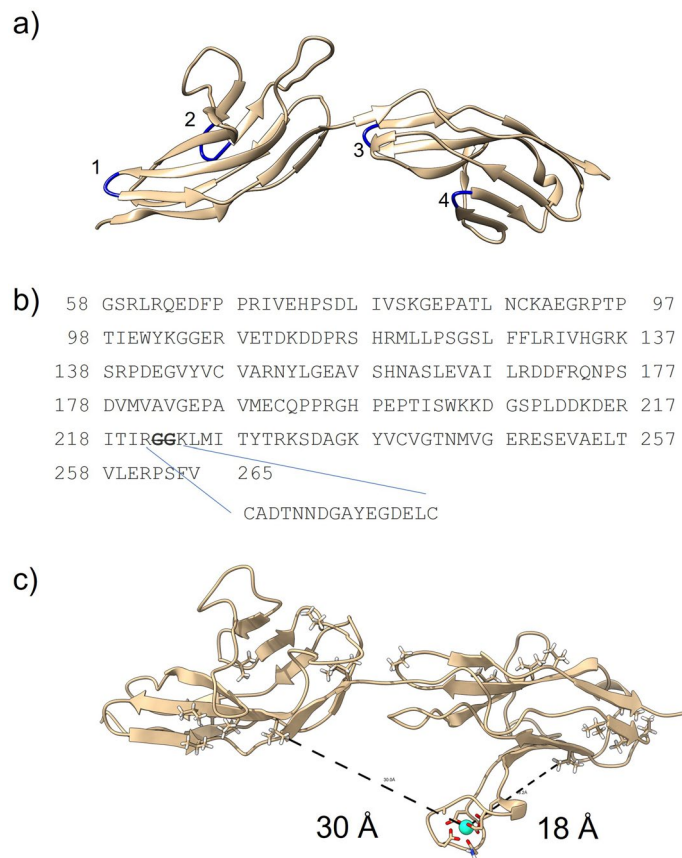 a)
2
1
3
4
b)
58 GSRLRQEDFP PRIVEHPSDL IVSKGEPATL NCKAEGRPTP 97
98 TIEWYKGGER VETDKDDPRS HRMLLPSGSL FFLRIVHGRK 137
138 SRPDEGVYVC VARNYLGEAV SHNASLEVAI LRDDFRQNPS 177
178 DVMVAVGEPA VMECQPPRGH PEPTISWKKD GSPLDDKDER 217
218 ITIRGGKLMI TYTRKSDAGK YVCVGTNMVG ERESEVAELT 257
258 VLERPSFV 265
CADTNNDGAYEGDELC
c)
30 Å
18 Å